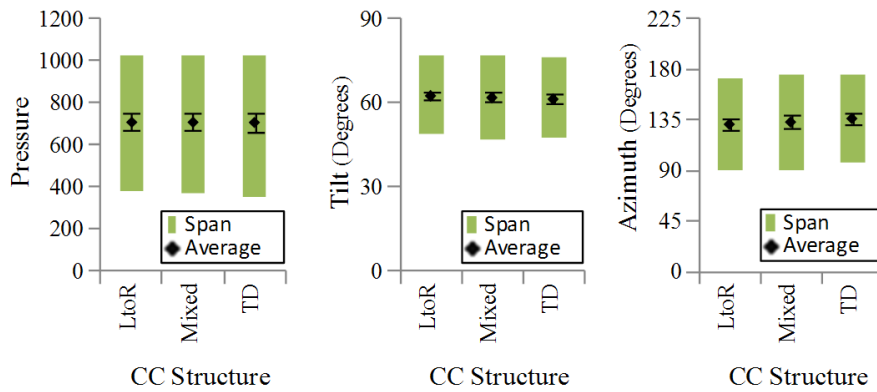 Pressure
1200
1000
800
600
400
200
0
Span
Average
LtoR
Mixed
TD
CC Structure
Tilt (Degrees)
90
60
30
0
Span
Average
LtoR
Mixed
TD
CC Structure
Azimuth (Degrees)
225
180
135
90
45
0
Span
Average
LtoR
Mixed
TD
CC Structure